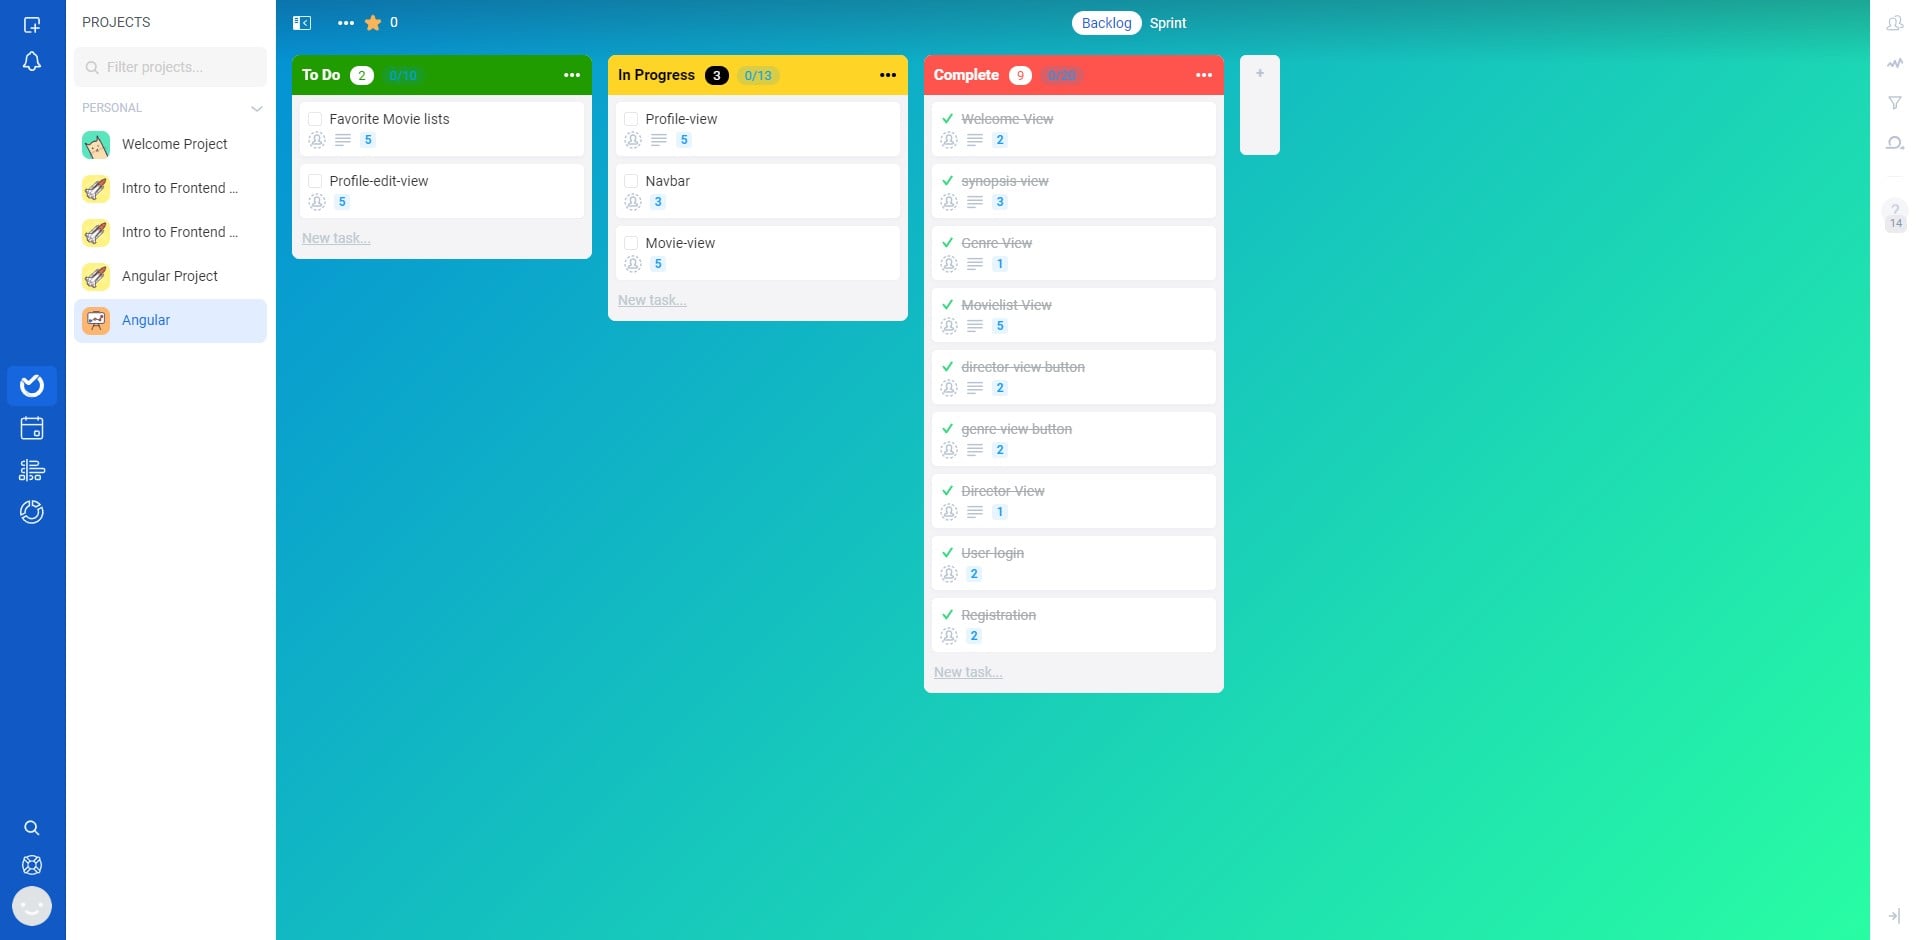 PROJECTS
Filter projects...
PERSONAL
Welcome Project
Intro to Frontend ...
Intro to Frontend ...
Angular Project
Angular
0
Backlog Sprint
To Do 2 0/10
Favorite Movie lists
5
Profile-edit-view
5
New task...
In Progress 3 0/13
Profile-view
5
Navbar
3
Movie-view
5
New task...
Complete 9 0/20
Welcome View
2
synopsis view
3
Genre View
1
Movielist View
5
director view button
2
genre view button
2
Director View
1
User login
2
Registration
2
New task...
+
?
14